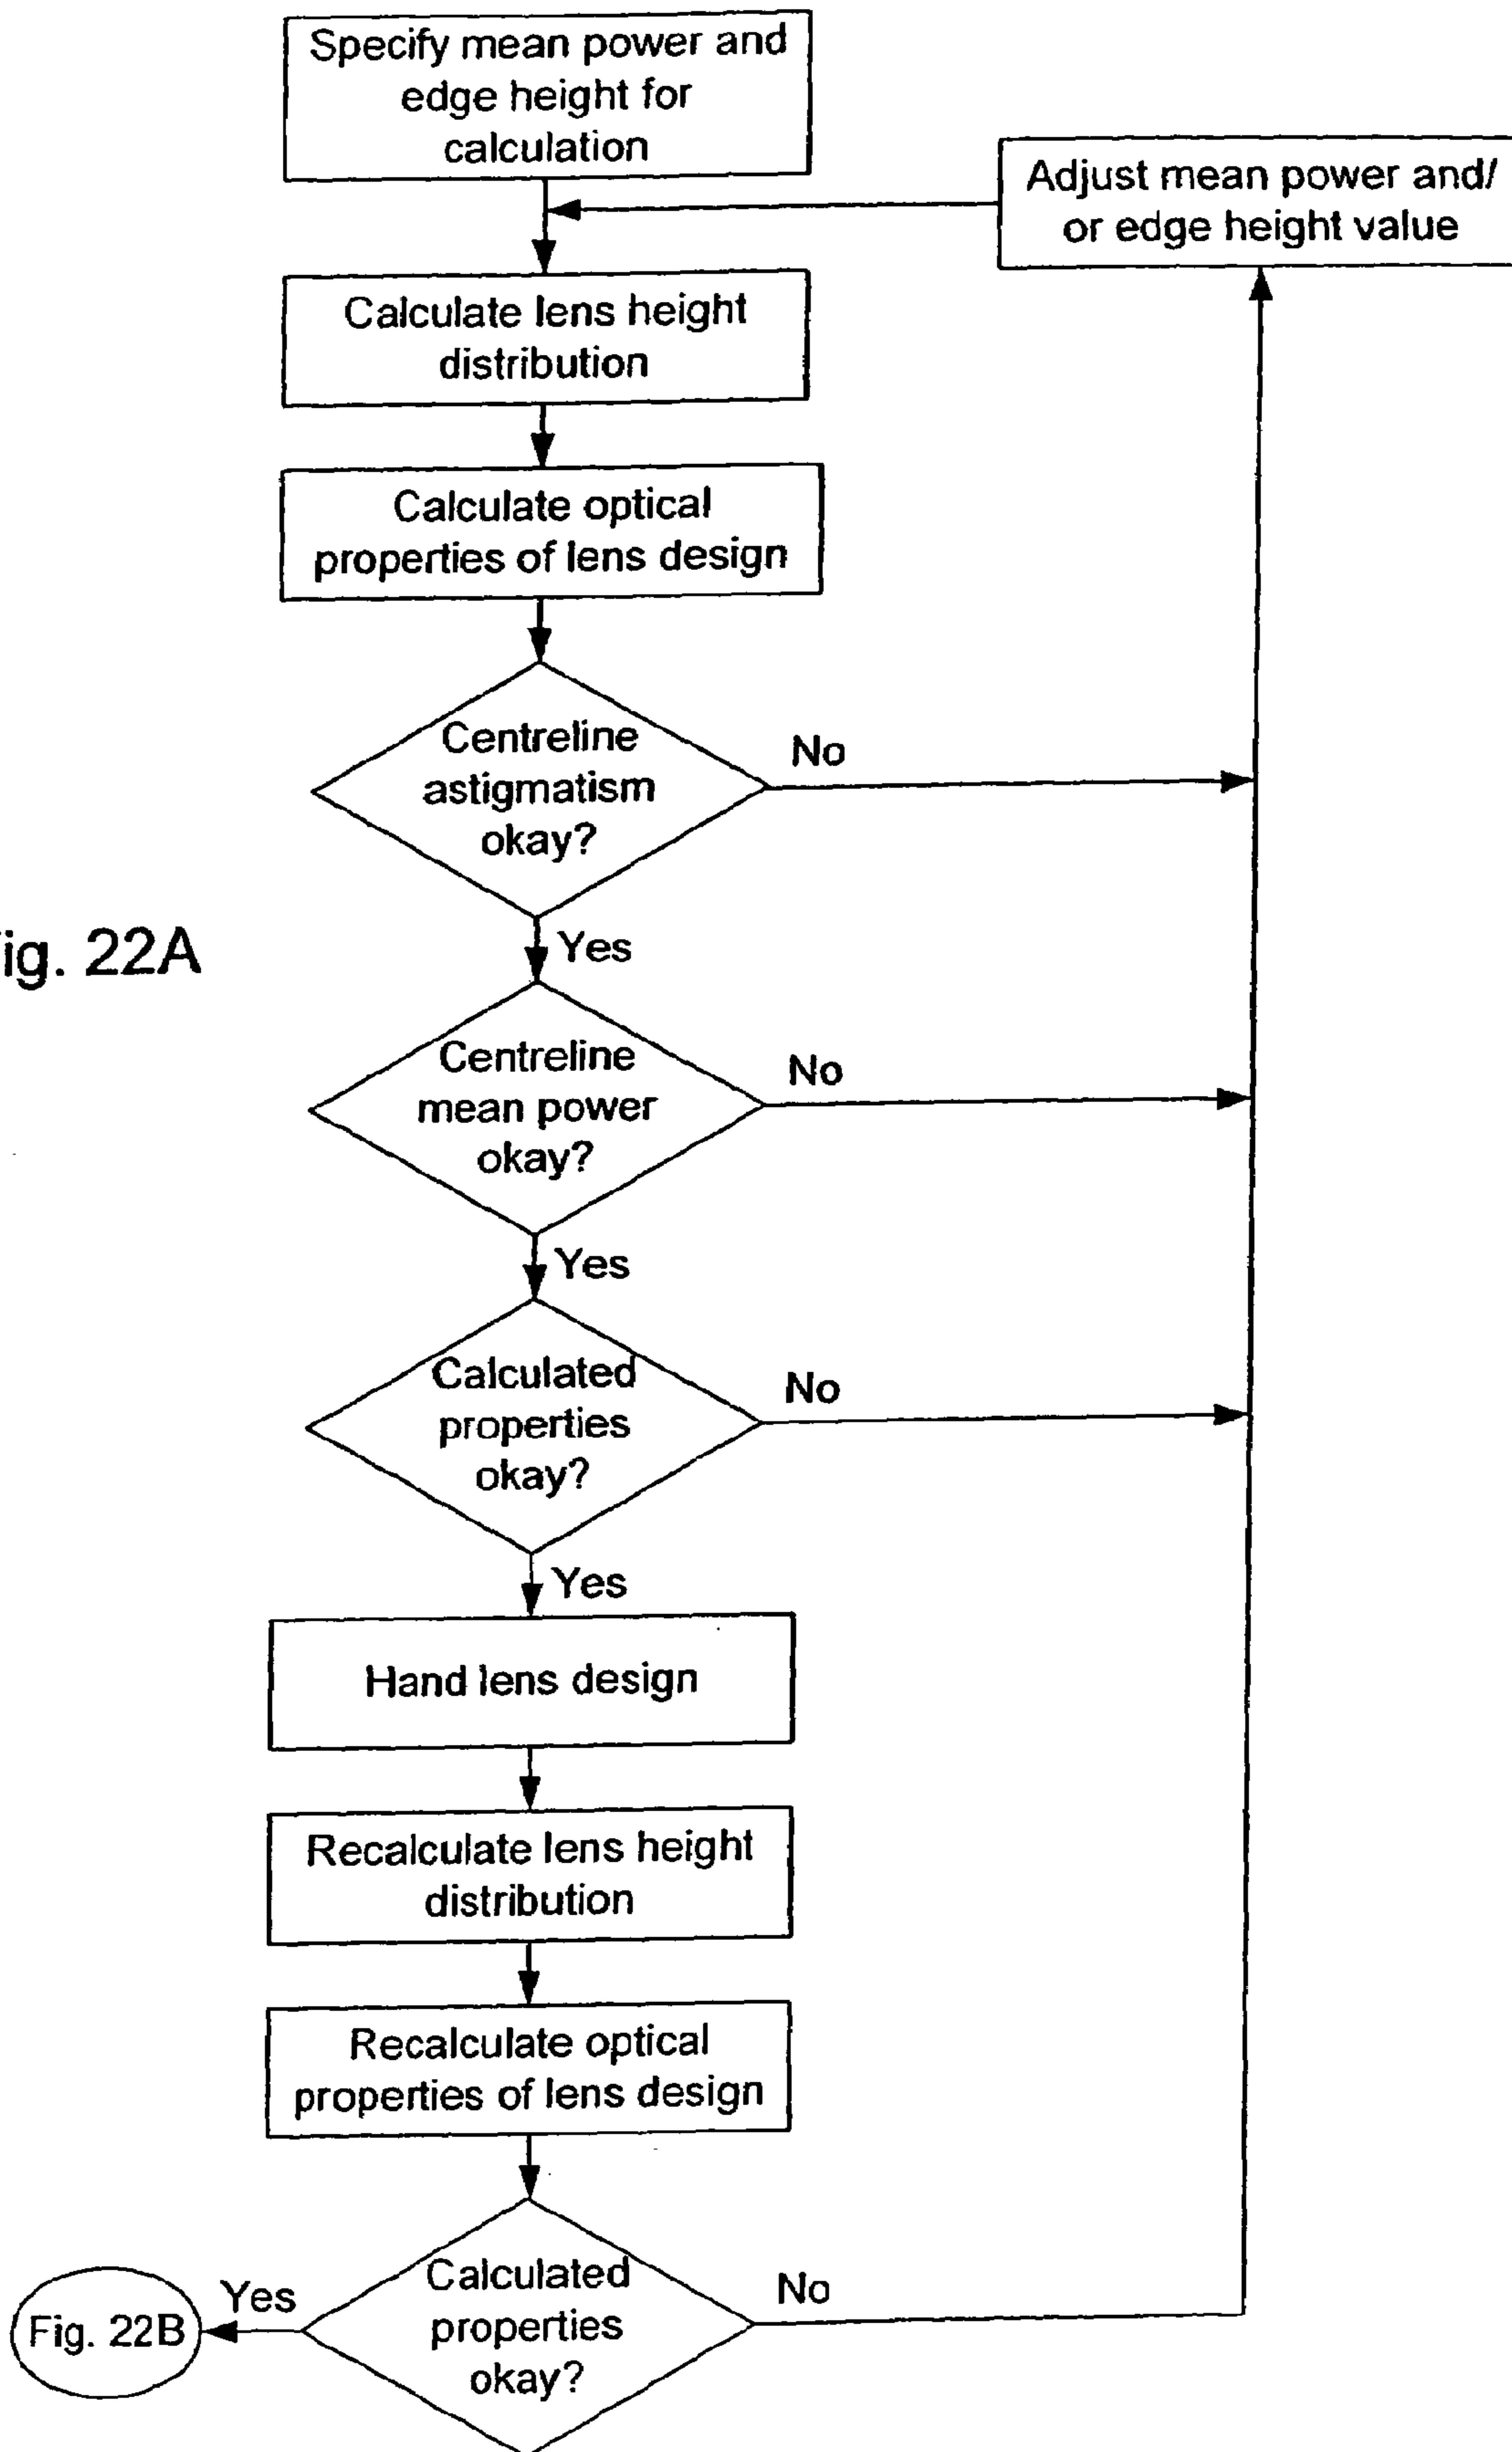 Specify mean power and
edge height for
calculation
Adjust mean power and/
or edge height value
Calculate lens height
distribution
Calculate optical
properties of lens design
Centreline
astigmatism
okay?
No
Yes
ig. 22A
Centreline
mean power
okay?
No
Yes
Calculated
properties
okay?
No
Yes
Hand lens design
Recalculate lens height
distribution
Recalculate optical
properties of lens design
Calculated
properties
okay?
No
Yes
Fig. 22B